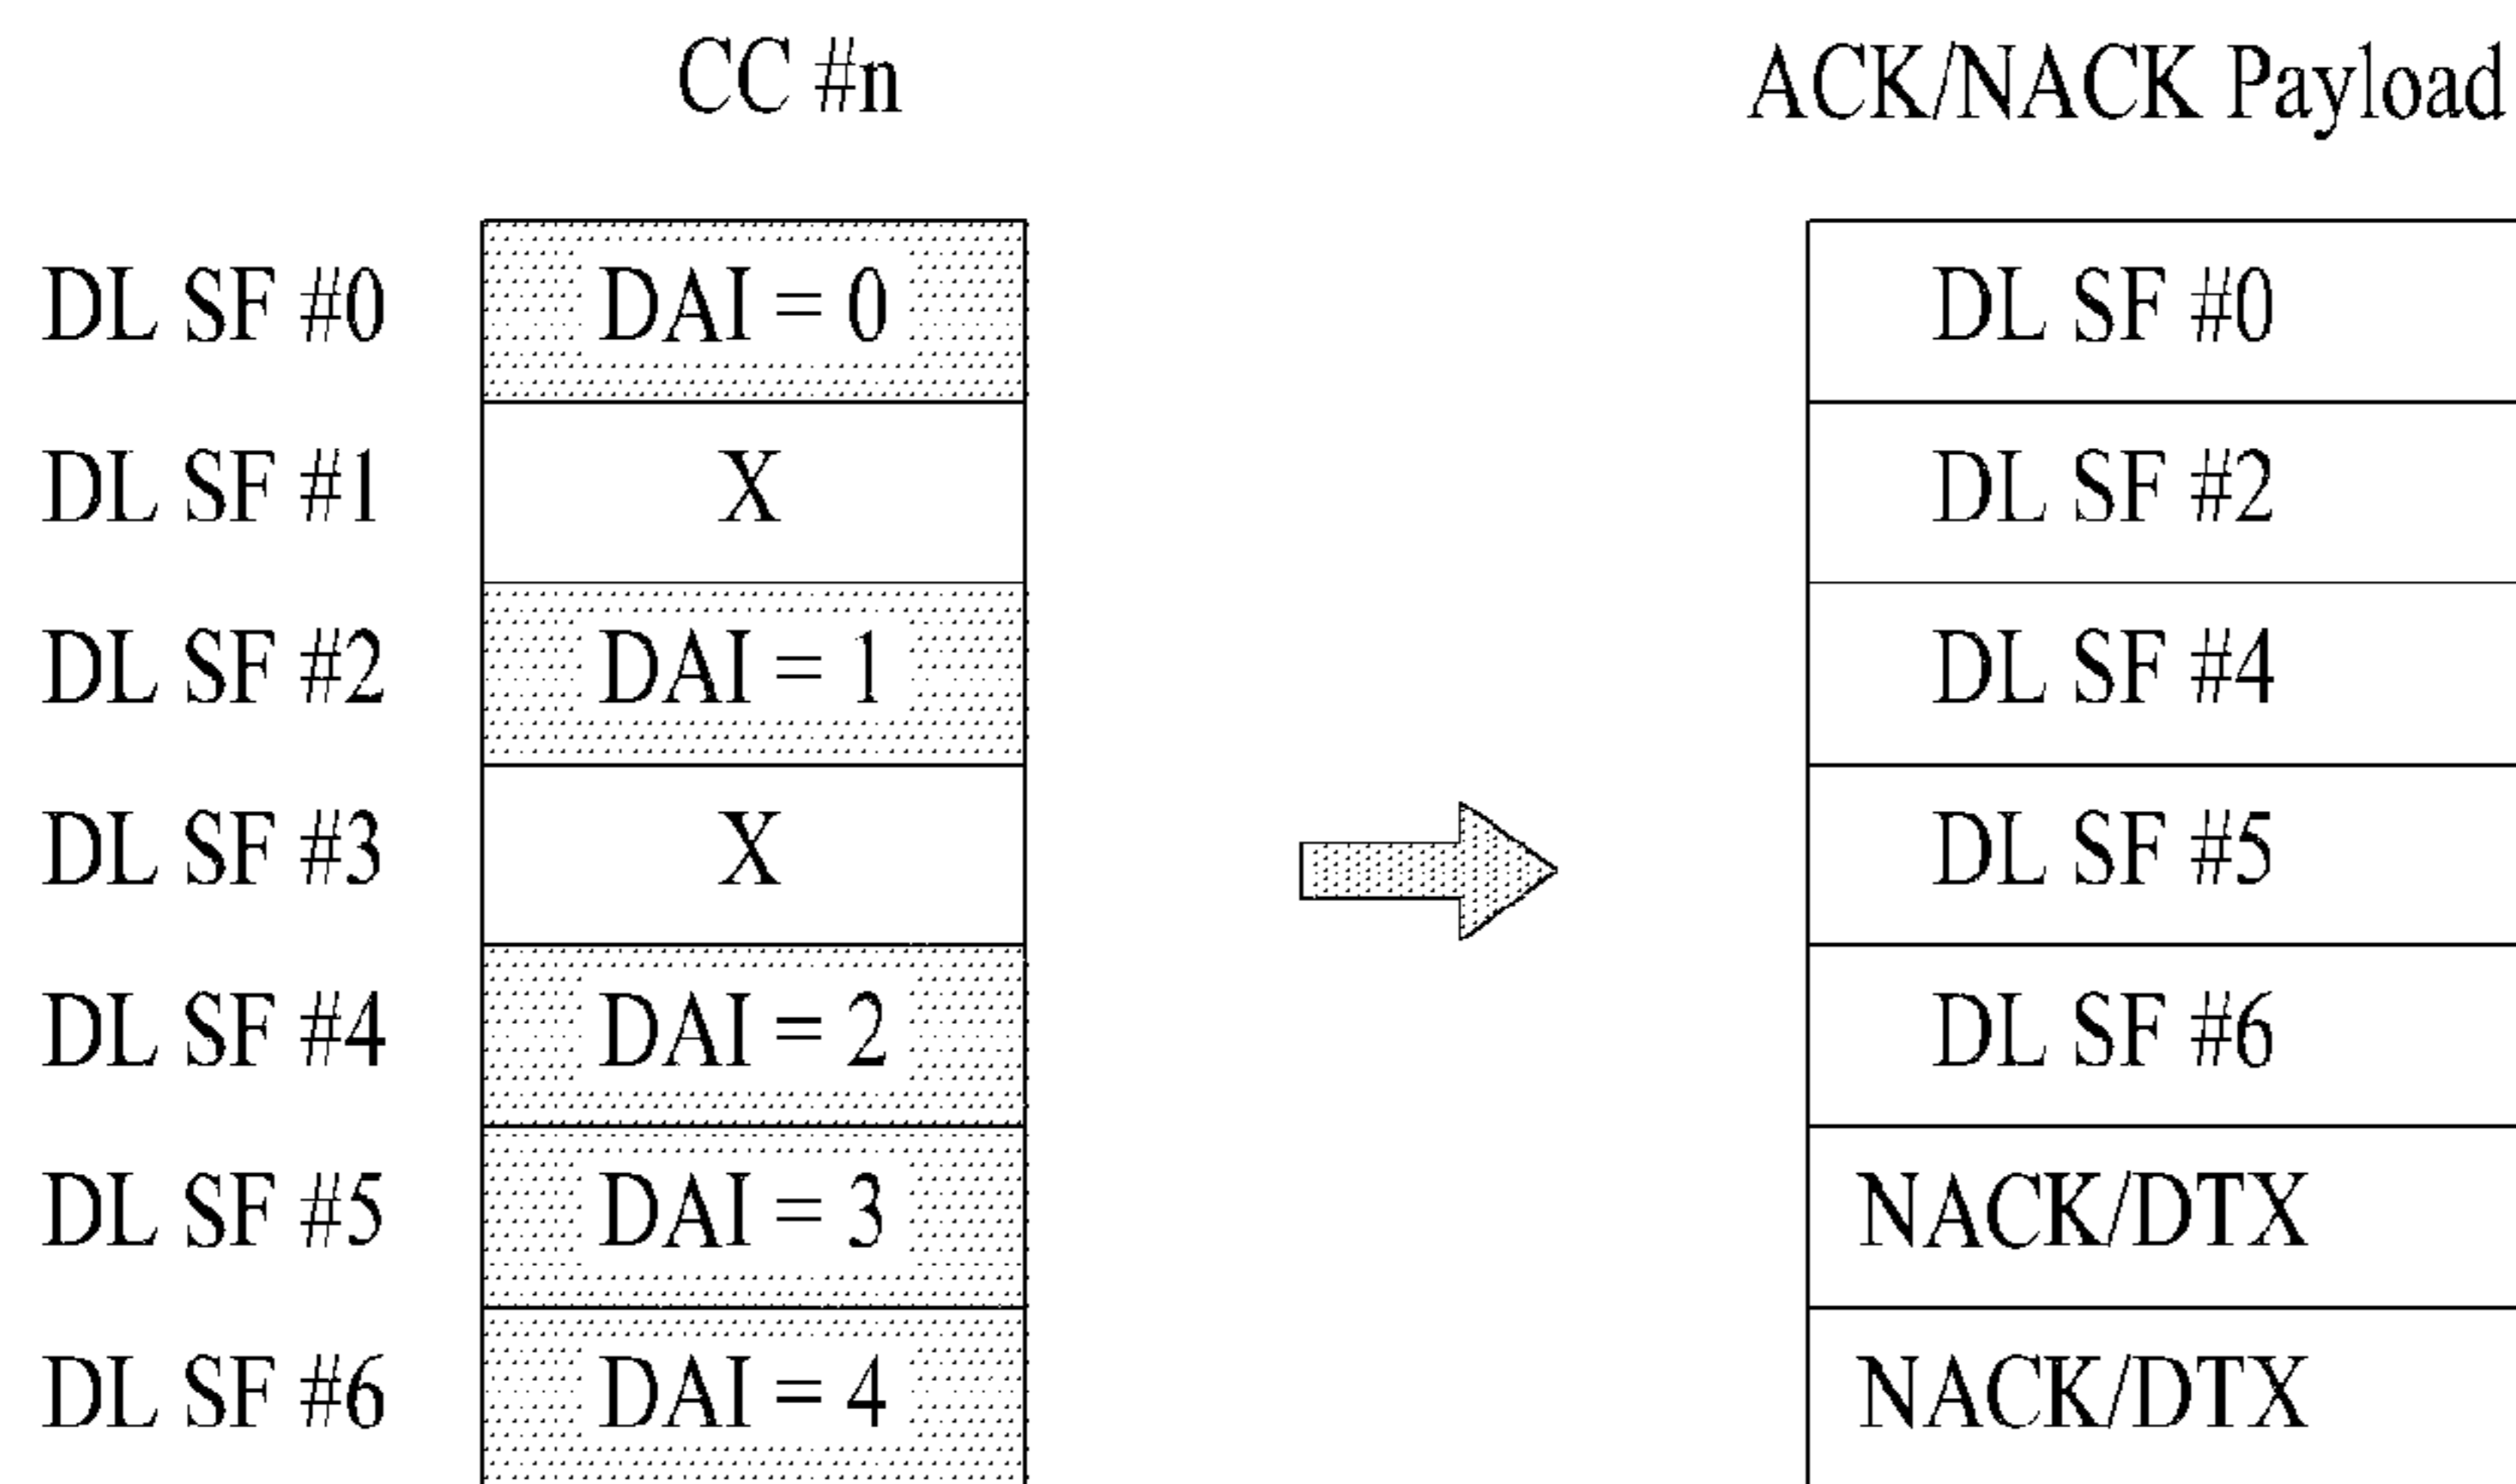 CC #n ACK/NACK Payload
DL SF #0 DAI = 0 DL SF #0
DL SF #1 X DL SF #2
DL SF #2 DAI = 1 DL SF #4
DL SF #3 X DL SF #5
DL SF #4 DAI = 2 DL SF #6
DL SF #5 DAI = 3 NACK/DTX
DL SF #6 DAI = 4 NACK/DTX